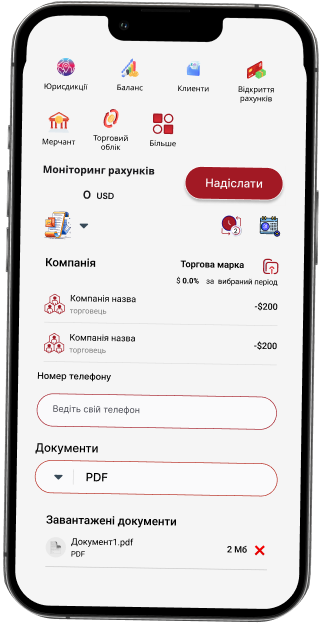 Юрисдикції Баланс Клиенти Відкриття
рахунків
Мерчант Торговий
облік Більше
Моніторинг рахунків
0 USD
Надіслати
2
Компанія Торгова марка
$ 0.0% за вибраний період
Компанія назва -$200
торговець
Компанія назва -$200
торговець
Номер телефону
Ведіть свій телефон
Документи
PDF
Завантажені документи
Документ1.pdf
PDF
2 Мб